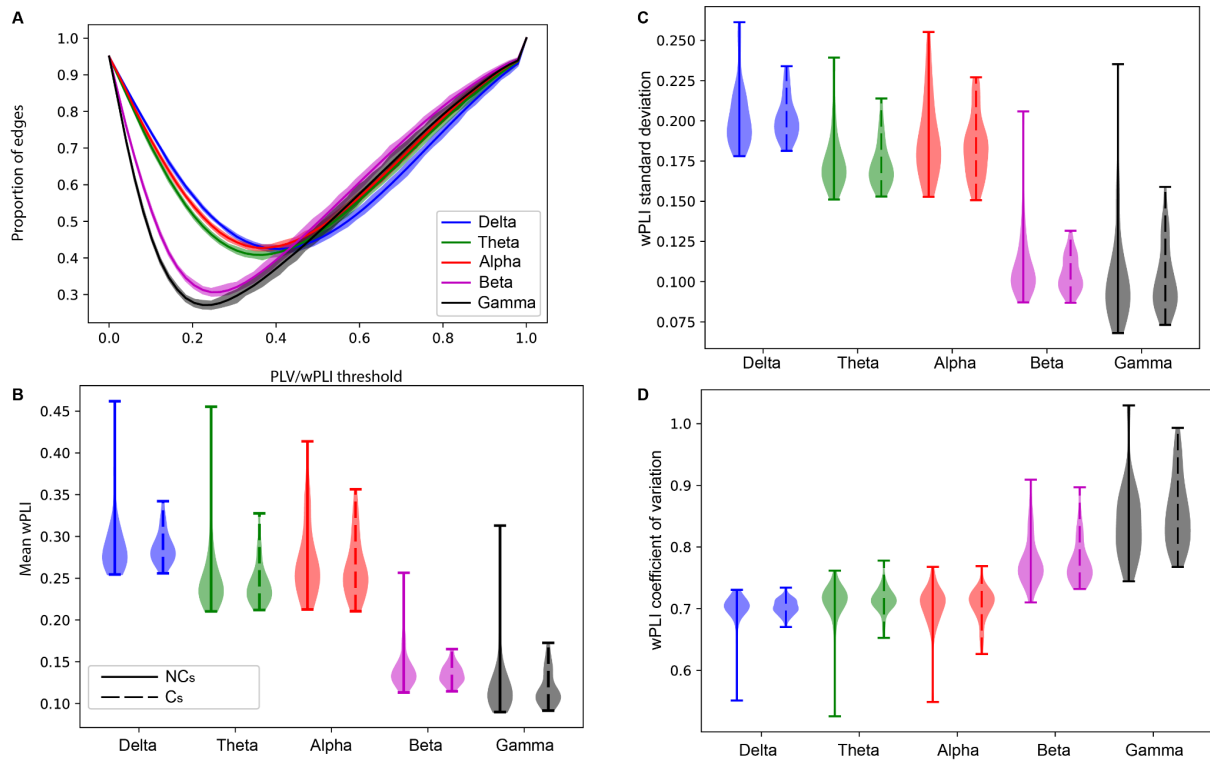 A
Proportion of edges
1.0
0.9
0.8
0.7
0.6
0.5
0.4
0.3
Delta
Theta
Alpha
Beta
Gamma
0.0 0.2 0.4 0.6 0.8 1.0
PLV/wPLI threshold
B
Mean wPLI
0.45
0.40
0.35
0.30
0.25
0.20
0.15
0.10
NCs
Cs
Delta Theta Alpha Beta Gamma
C
wPLI standard deviation
0.250
0.225
0.200
0.175
0.150
0.125
0.100
0.075
Delta Theta Alpha Beta Gamma
D
wPLI coefficient of variation
1.0
0.9
0.8
0.7
0.6
Delta Theta Alpha Beta Gamma